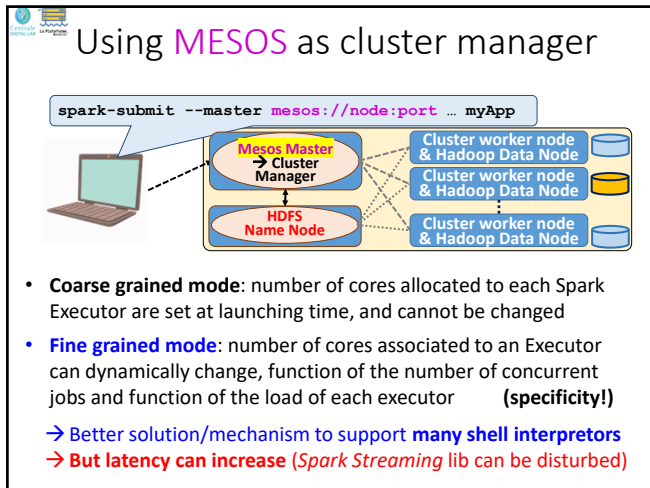 Centrale
DIGITAL LAB
La Plateforme
Using MESOS as cluster manager
spark-submit --master mesos://node:port … myApp
Mesos Master
→ Cluster
Manager
HDFS
Name Node
Cluster worker node
& Hadoop Data Node
Cluster worker node
& Hadoop Data Node
Cluster worker node
& Hadoop Data Node
• Coarse grained mode: number of cores allocated to each Spark
Executor are set at launching time, and cannot be changed
• Fine grained mode: number of cores associated to an Executor
can dynamically change, function of the number of concurrent
jobs and function of the load of each executor (specificity!)
→ Better solution/mechanism to support many shell interpretors
→ But latency can increase (Spark Streaming lib can be disturbed)